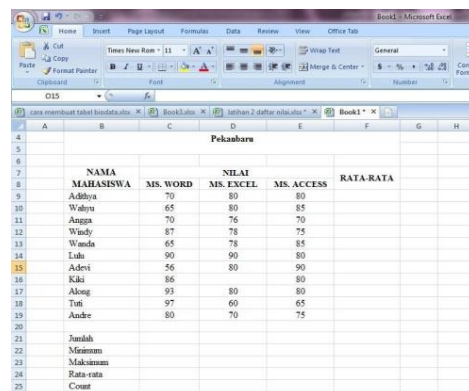 Book1 - Microsoft Excel
Home Insert Page Layout Formulas Data Review View Office Tab
Cut
Copy
Format Painter
Paste
Clipboard
Times New Rom 11
Font
Wrap Text
Merge & Center
Alignment
General
Number
O15
fx
cara membuat tabel biodata.xlsx Book3.xlsx latihan 2 daftar nilai.xlsx * Book1 *
A B C D E F G H
4 Pekanbaru
5
6
7 NAMA NILAI RATA-RATA
8 MAHASISWA MS. WORD MS. EXCEL MS. ACCESS
9 Adithya 70 80 80
10 Wahyu 65 80 85
11 Angga 70 76 70
12 Windy 87 78 75
13 Wanda 65 78 85
14 Lulu 90 90 80
15 Adevi 56 80 90
16 Kiki 86 80
17 Along 93 80 80
18 Tuti 97 60 65
19 Andre 80 70 75
20
21 Jumlah
22 Minimum
23 Maksimum
24 Rata-rata
25 Count